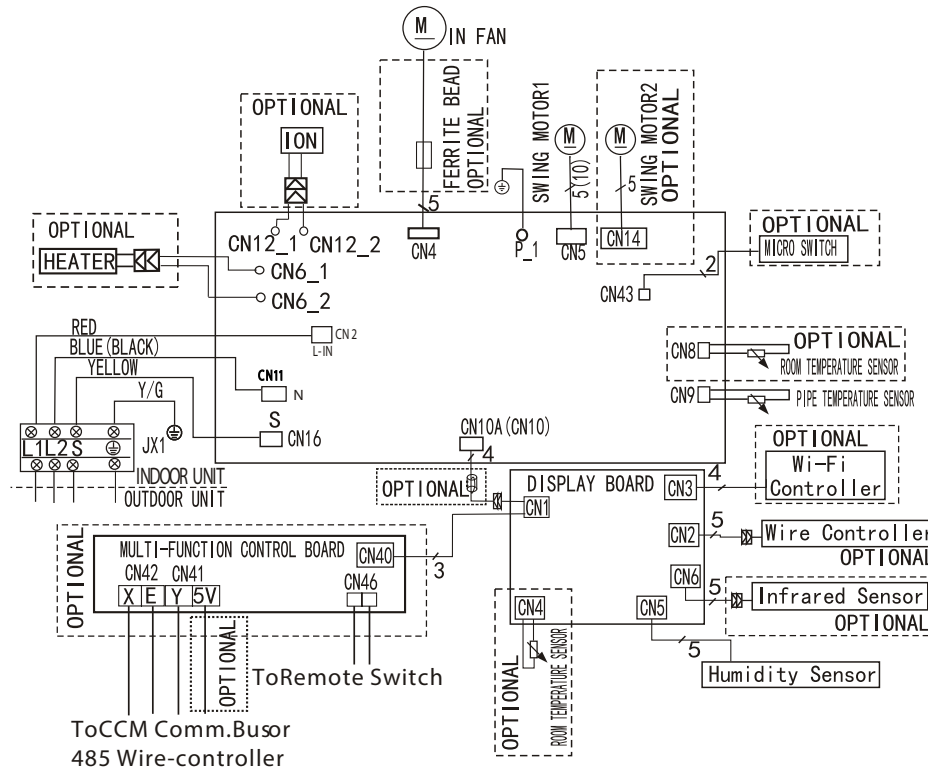 M
IN FAN
OPTIONAL
ION
FERRITE BEAD
OPTIONAL
SWING MOTOR1
M
5(10)
M
5
SWING MOTOR2
OPTIONAL
5
OPTIONAL
HEATER
CN12_1
CN12_2
CN6_1
CN6_2
CN4
P_1
CN5
CN14
CN43
2
OPTIONAL
MICRO SWITCH
RED
BLUE(BLACK)
YELLOW
Y/G
CN2
L-IN
CN11
N
S
CN16
CN8
OPTIONAL
ROOM TEMPERATURE SENSOR
CN9
PIPE TEMPERATURE SENSOR
L1 L2 S
JX1
INDOOR UNIT
OUTDOOR UNIT
CN10A(CN10)
4
OPTIONAL
DISPLAY BOARD
CN1
CN3
4
OPTIONAL
Wi-Fi
Controller
CN2
5
Wire Controller
OPTIONAL
CN6
5
Infrared Sensor
OPTIONAL
CN5
5
Humidity Sensor
CN4
OPTIONAL
ROOM TEMPERATURE SENSOR
OPTIONAL
MULTI-FUNCTION CONTROL BOARD
CN40
3
CN42
CN41
CN46
X E Y 5V
OPTIONAL
ToRemote Switch
ToCCM Comm.Busor
485 Wire-controller